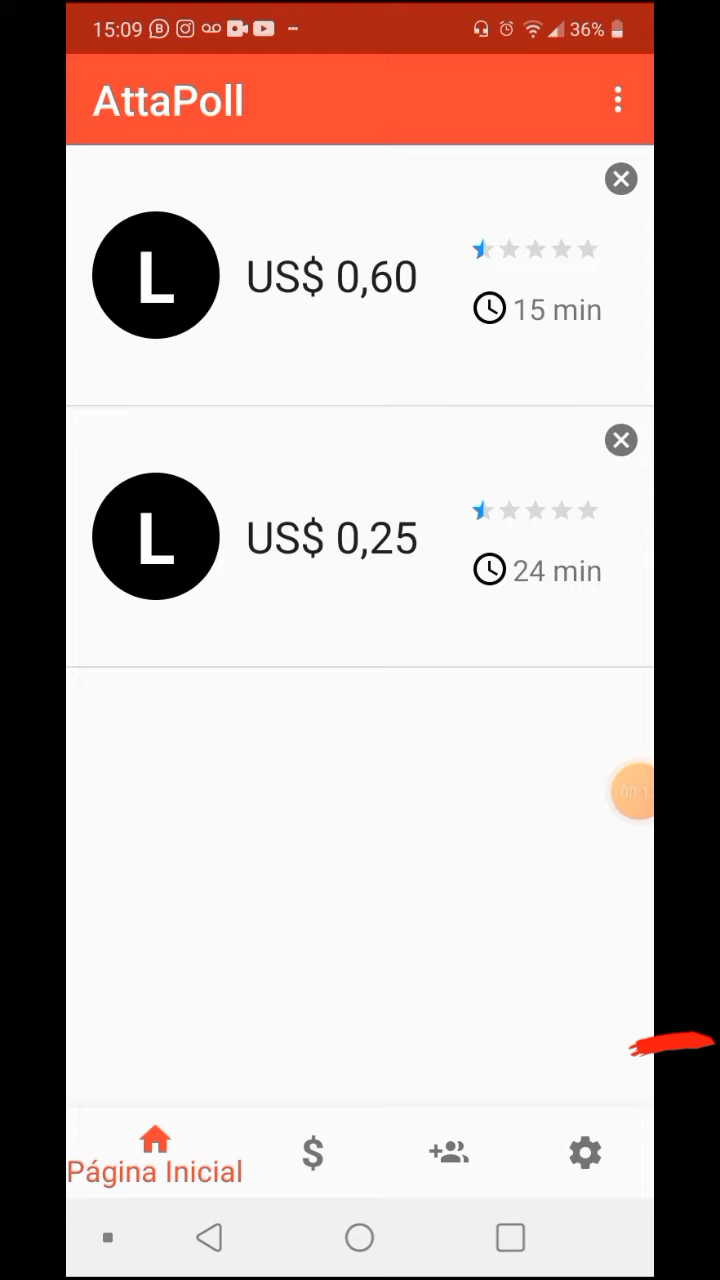 15:09
36%
AttaPoll
L
US$ 0,60
15 min
L
US$ 0,25
24 min
Página Inicial